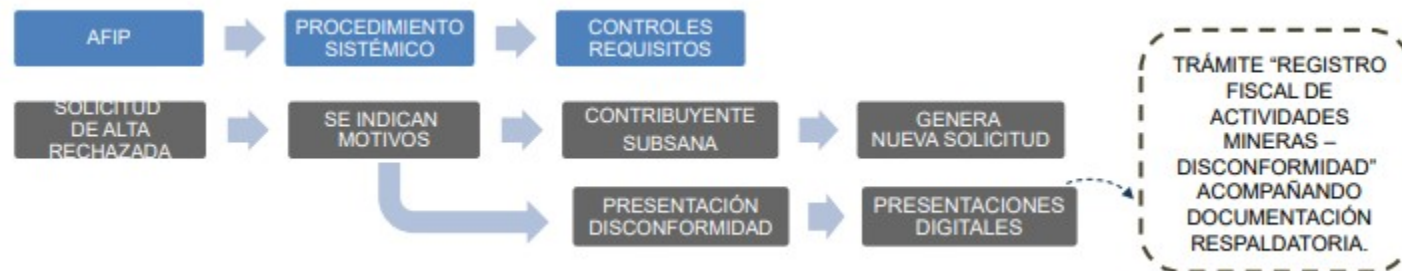 AFIP
PROCEDIMIENTO
SISTÉMICO
CONTROLES
REQUISITOS
SOLICITUD
DE ALTA
RECHAZADA
SE INDICAN
MOTIVOS
CONTRIBUYENTE
SUBSANA
GENERA
NUEVA SOLICITUD
PRESENTACIÓN
DISCONFORMIDAD
PRESENTACIONES
DIGITALES
TRÁMITE “REGISTRO
FISCAL DE
ACTIVIDADES
MINERAS –
DISCONFORMIDAD”
ACOMPAÑANDO
DOCUMENTACIÓN
RESPALDATORIA.